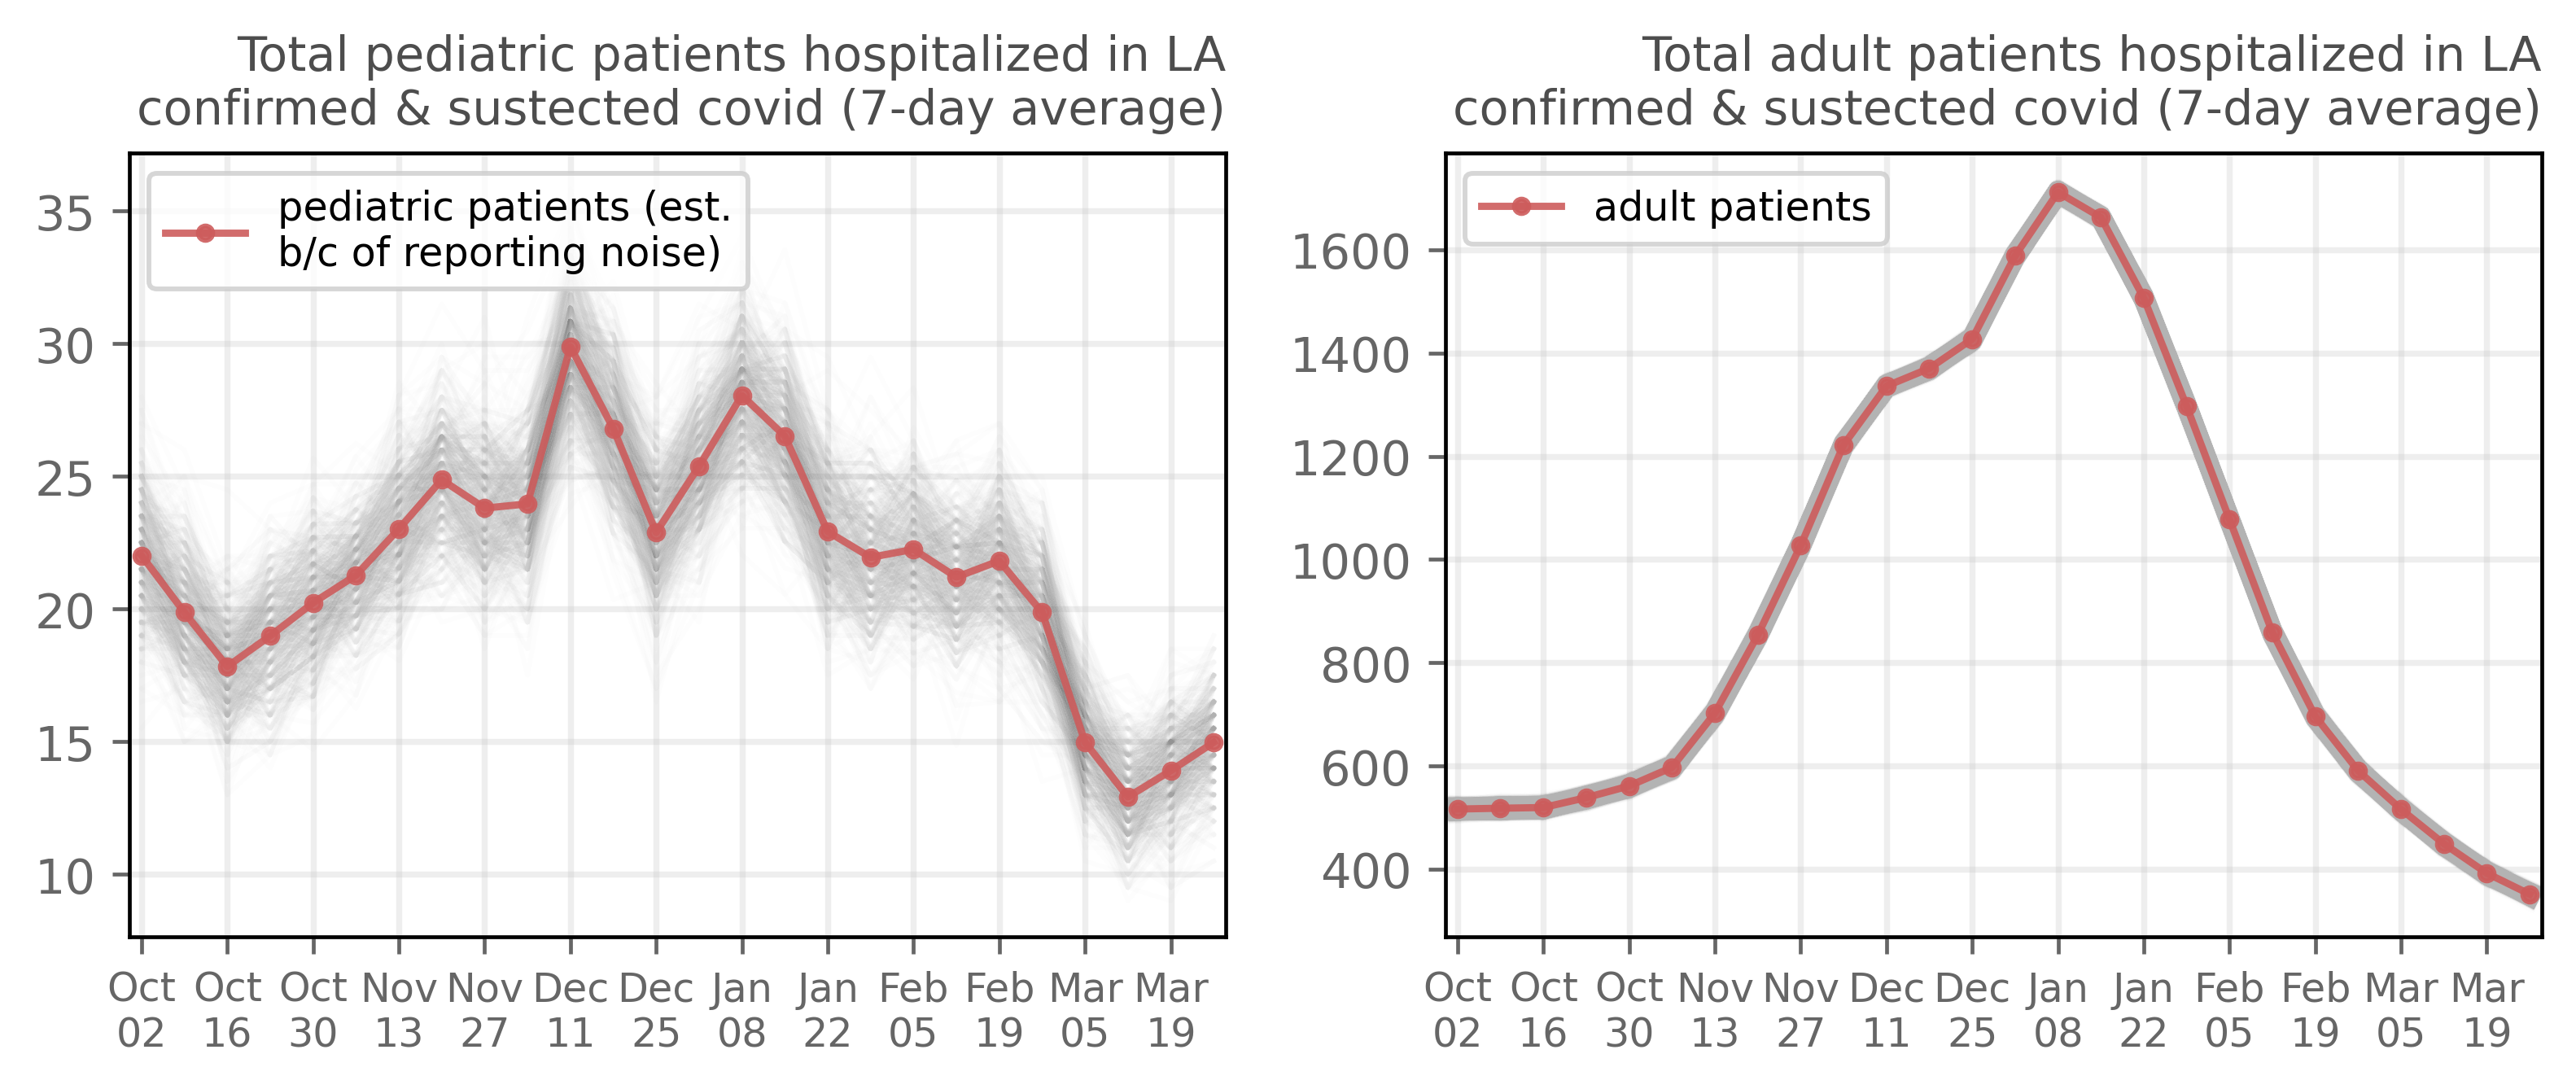 Total pediatric patients hospitalized in LA
confirmed & sustected covid (7-day average)
pediatric patients (est.
b/c of reporting noise)
35
30
25
20
15
10
Oct Oct Oct Nov Nov Dec Dec Jan Jan Feb Feb Mar Mar
02 16 30 13 27 11 25 08 22 05 19 05 19
Total adult patients hospitalized in LA
confirmed & sustected covid (7-day average)
adult patients
1600
1400
1200
1000
800
600
400
Oct Oct Oct Nov Nov Dec Dec Jan Jan Feb Feb Mar Mar
02 16 30 13 27 11 25 08 22 05 19 05 19